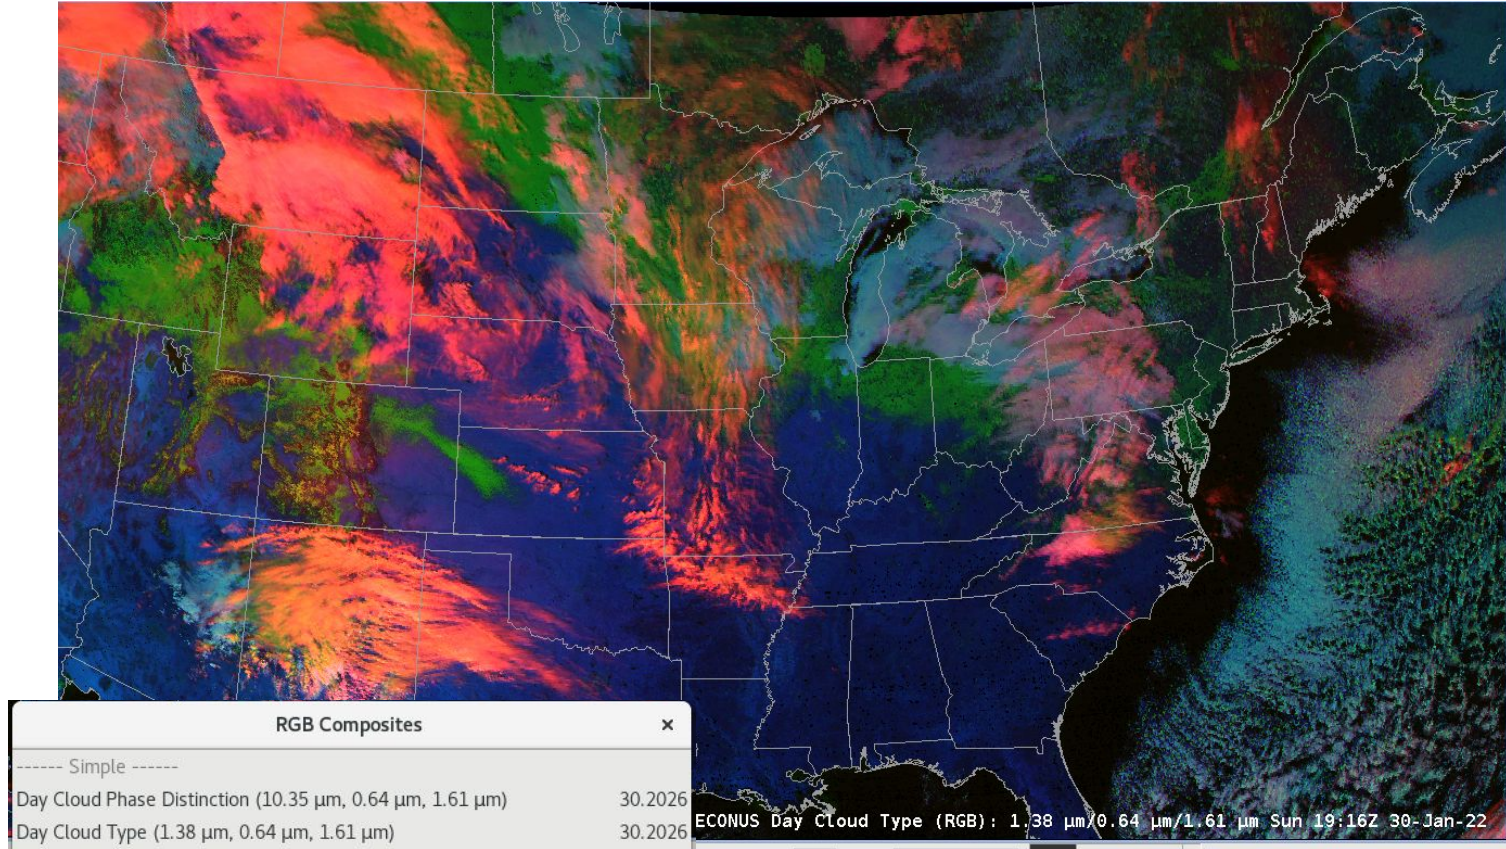 RGB Composites ×
------ Simple ------
Day Cloud Phase Distinction (10.35 µm, 0.64 µm, 1.61 µm) 30.2026
Day Cloud Type (1.38 µm, 0.64 µm, 1.61 µm) 30.2026
ECONUS Day Cloud Type (RGB): 1.38 µm/0.64 µm/1.61 µm Sun 19:16Z 30-Jan-22